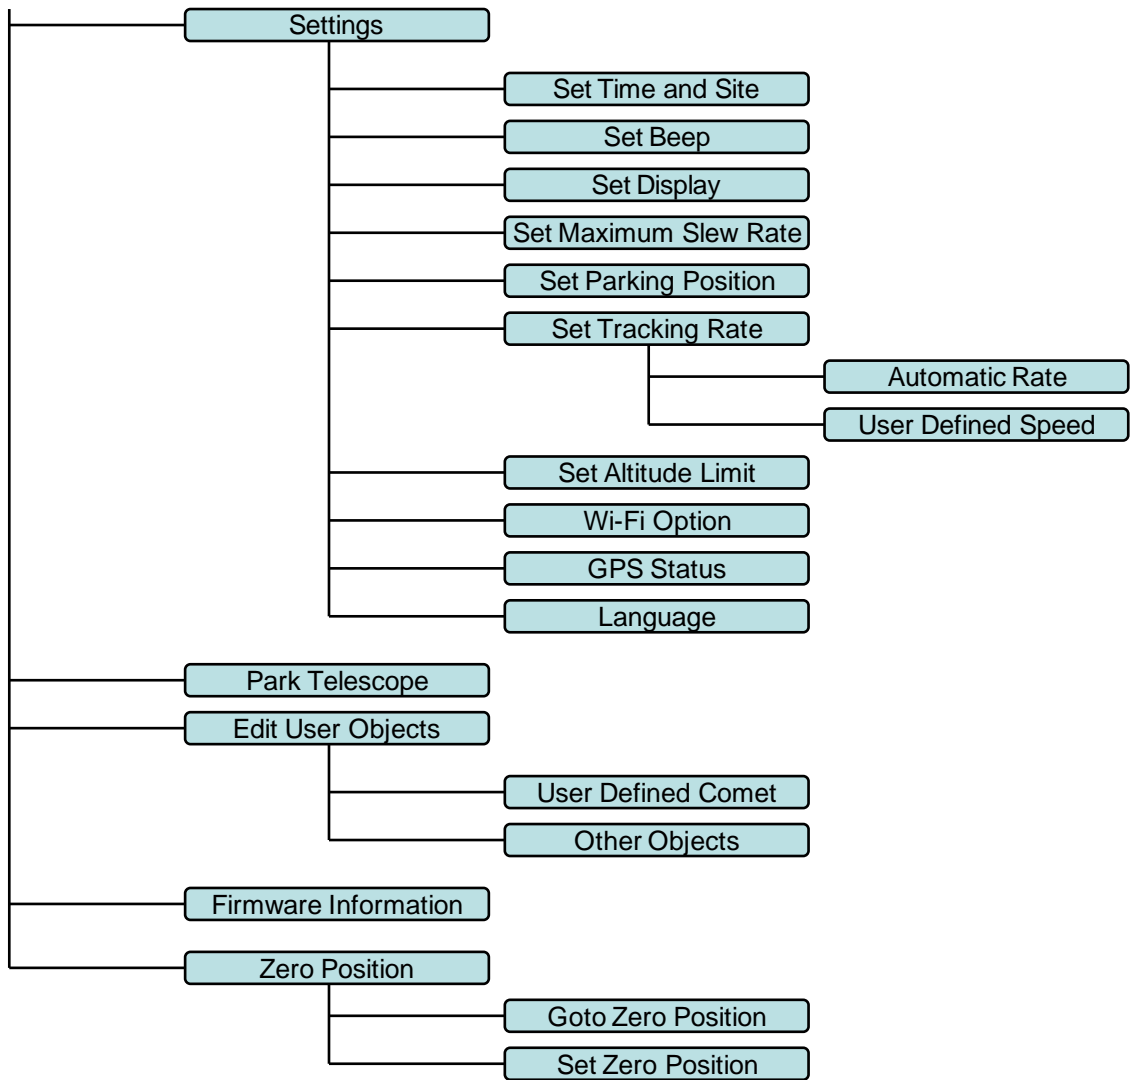 Settings
Set Time and Site
Set Beep
Set Display
Set Maximum Slew Rate
Set Parking Position
Set Tracking Rate
Automatic Rate
User Defined Speed
Set Altitude Limit
Wi-Fi Option
GPS Status
Language
Park Telescope
Edit User Objects
User Defined Comet
Other Objects
Firmware Information
Zero Position
Goto Zero Position
Set Zero Position